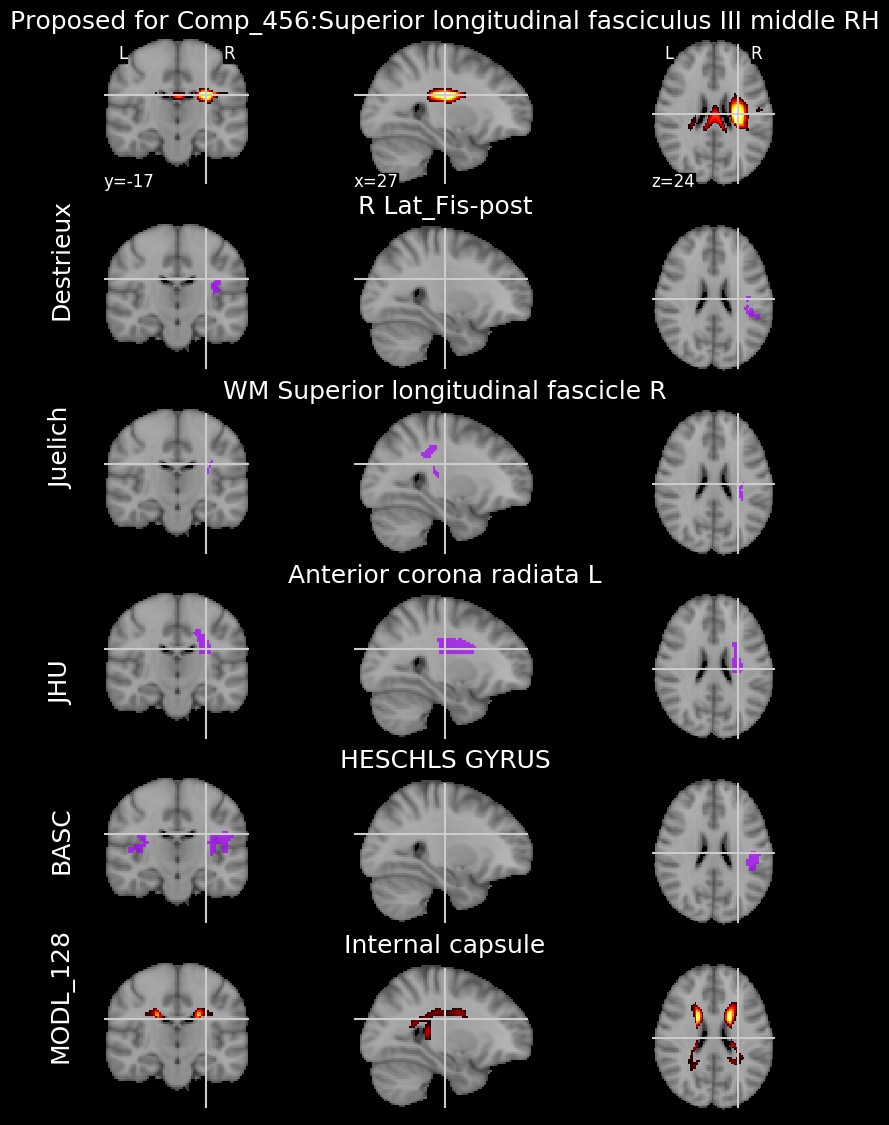 Proposed for Comp_456:Superior longitudinal fasciculus III middle RH
L R L R
y=-17 x=27 z=24
R Lat_Fis-post
Destrieux
WM Superior longitudinal fascicle R
Juelich
Anterior corona radiata L
JHU
HESCHLS GYRUS
BASC
Internal capsule
MODL_128